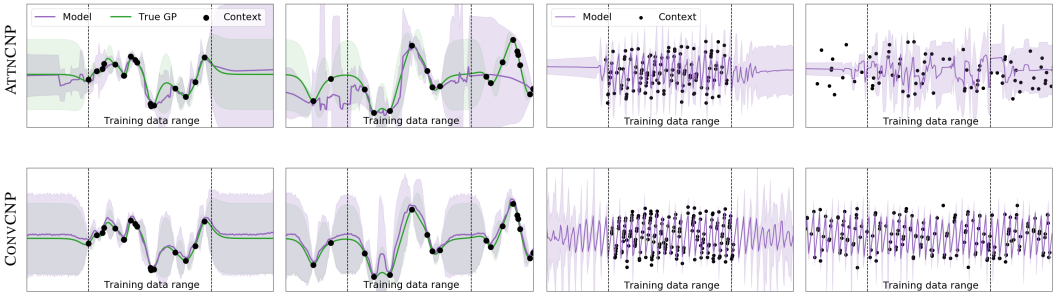 ATTNCNP
Model True GP Context
Training data range
Training data range
Model Context
Training data range
Training data range
CONVCNP
Training data range
Training data range
Training data range
Training data range